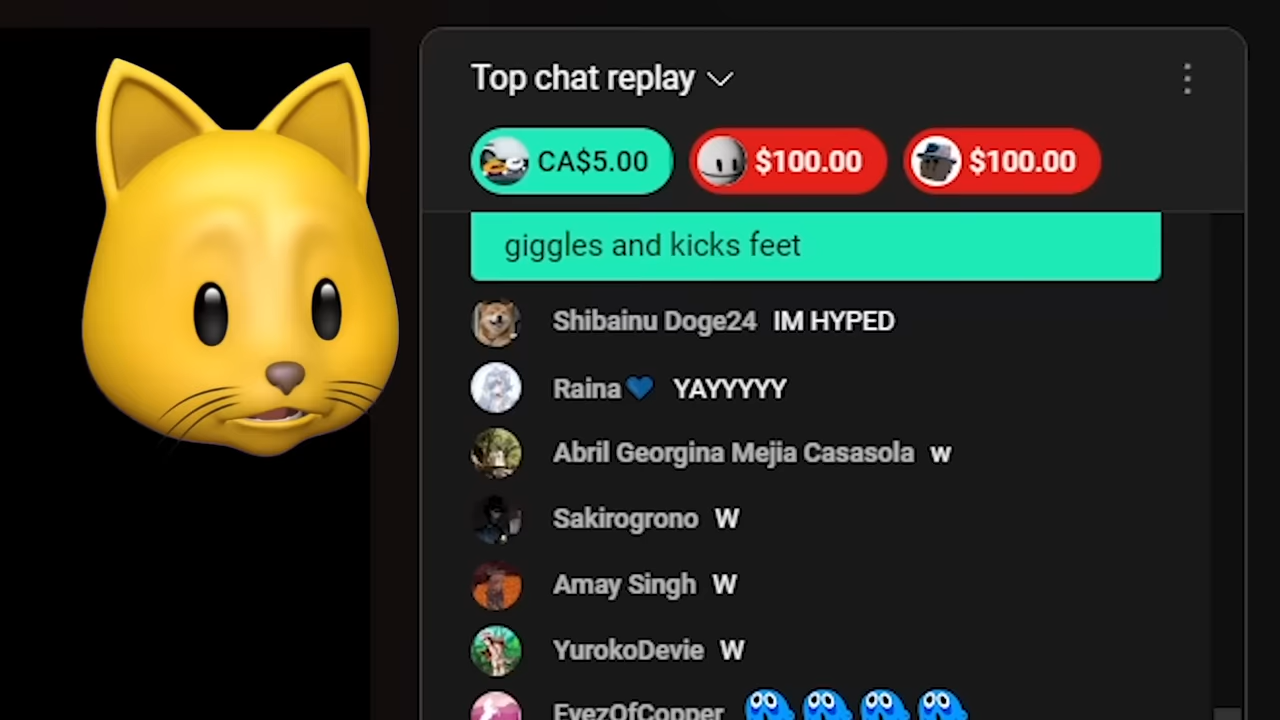 Top chat replay
CA$5.00 $100.00 $100.00
giggles and kicks feet
Shibainu Doge24 IM HYPED
Raina💙 YAYYYYY
Abril Georgina Mejia Casasola w
Sakirogrono W
Amay Singh W
YurokoDevie W
EyezOfCopper